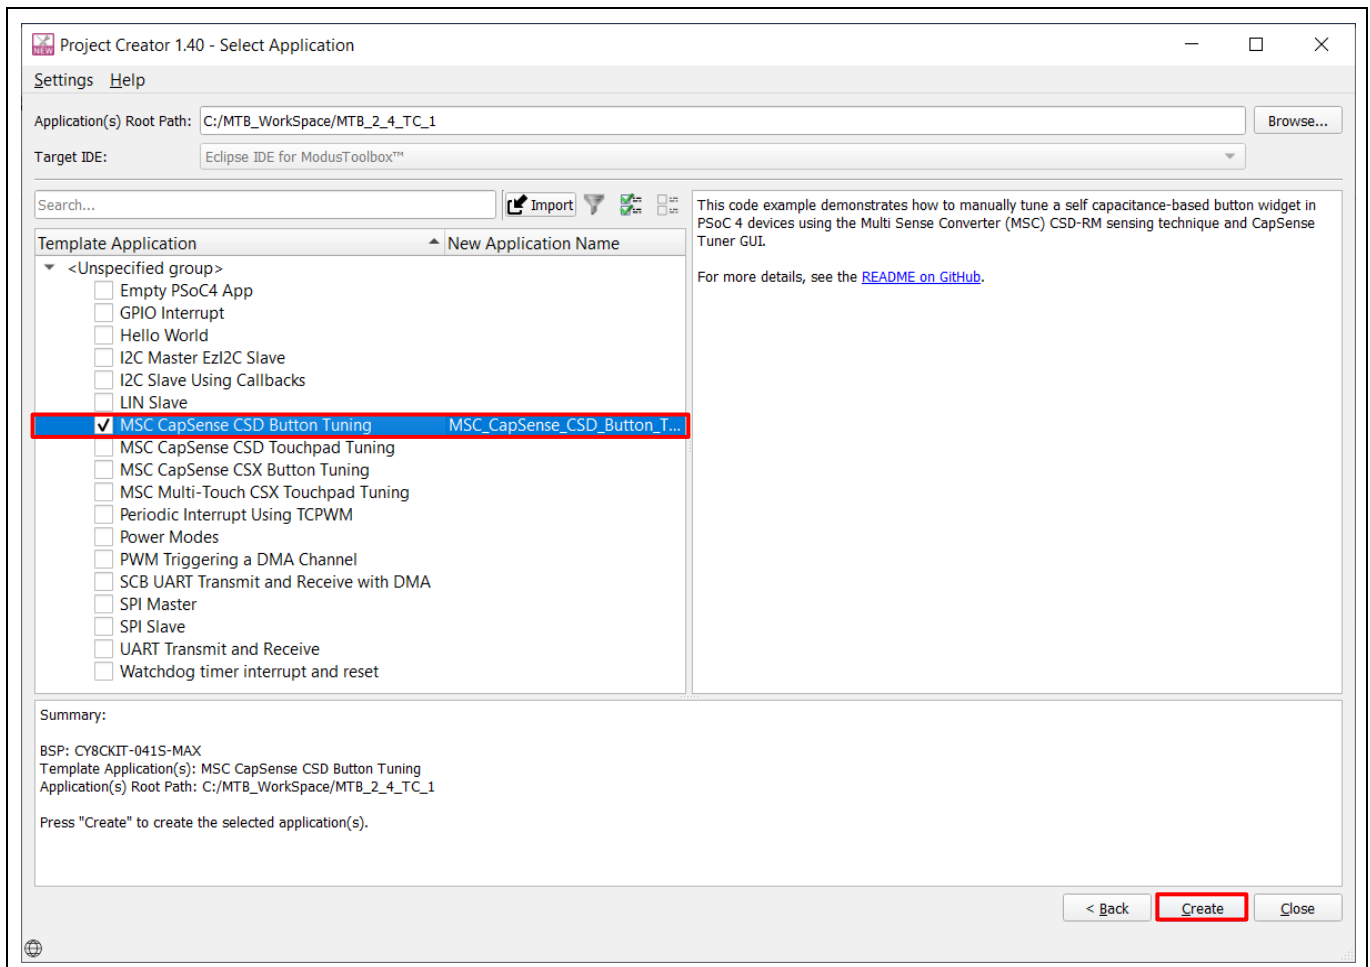 NEW
Project Creator 1.40 - Select Application
Settings Help
Application(s) Root Path: C:/MTB_WorkSpace/MTB_2_4_TC_1 Browse...
Target IDE: Eclipse IDE for ModusToolbox™
Search... Import
Template Application New Application Name
<Unspecified group>
Empty PSoC4 App
GPIO Interrupt
Hello World
I2C Master EzI2C Slave
I2C Slave Using Callbacks
LIN Slave
MSC CapSense CSD Button Tuning MSC_CapSense_CSD_Button_T...
MSC CapSense CSD Touchpad Tuning
MSC CapSense CSX Button Tuning
MSC Multi-Touch CSX Touchpad Tuning
Periodic Interrupt Using TCPWM
Power Modes
PWM Triggering a DMA Channel
SCB UART Transmit and Receive with DMA
SPI Master
SPI Slave
UART Transmit and Receive
Watchdog timer interrupt and reset
This code example demonstrates how to manually tune a self capacitance-based button widget in
PSoC 4 devices using the Multi Sense Converter (MSC) CSD-RM sensing technique and CapSense
Tuner GUI.
For more details, see the README on GitHub.
Summary:
BSP: CY8CKIT-041S-MAX
Template Application(s): MSC CapSense CSD Button Tuning
Application(s) Root Path: C:/MTB_WorkSpace/MTB_2_4_TC_1
Press "Create" to create the selected application(s).
< Back Create Close